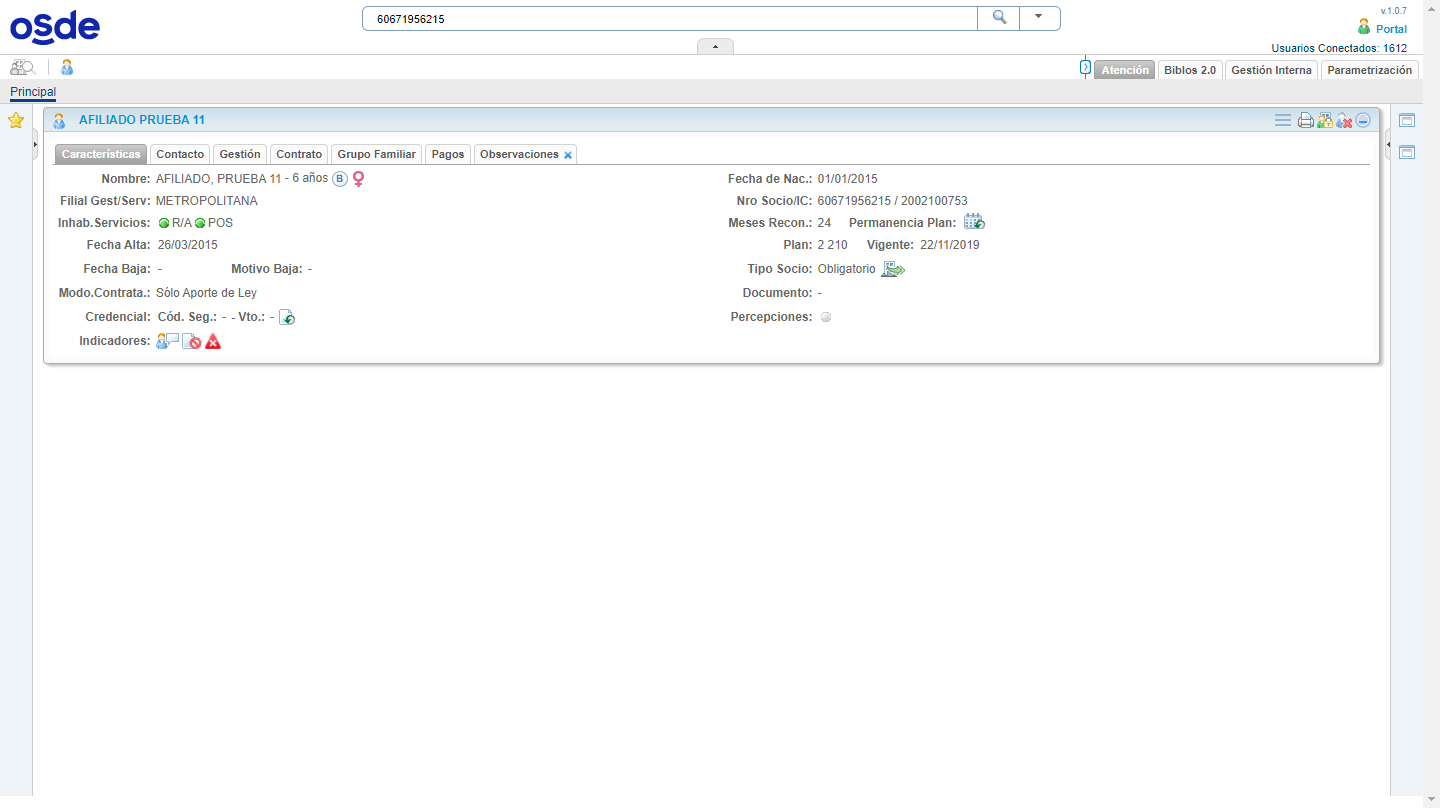 osde
60671956215
v.1.0.7
Portal
Usuarios Conectados: 1612
Atención Biblos 2.0 Gestión Interna Parametrización
Principal
AFILIADO PRUEBA 11
Características Contacto Gestión Contrato Grupo Familiar Pagos Observaciones
Nombre: AFILIADO, PRUEBA 11 - 6 años B Fecha de Nac.: 01/01/2015
Filial Gest/Serv: METROPOLITANA Nro Socio/IC: 60671956215 / 2002100753
Inhab.Servicios: R/A POS Meses Recon.: 24 Permanencia Plan:
Fecha Alta: 26/03/2015 Plan: 2 210 Vigente: 22/11/2019
Fecha Baja: - Motivo Baja: - Tipo Socio: Obligatorio
Modo.Contrata.: Sólo Aporte de Ley Documento: -
Credencial: Cód. Seg.: - - Vto.: - Percepciones:
Indicadores: